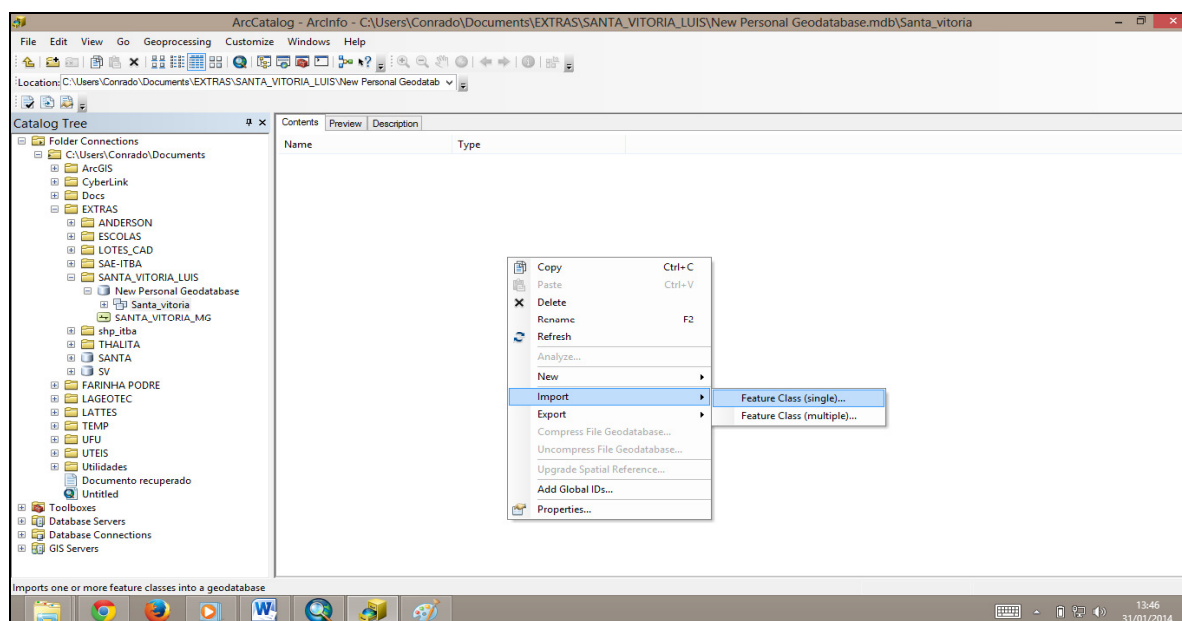 ArcCatalog - ArcInfo - C:\Users\Conrado\Documents\EXTRAS\SANTA_VITORIA_LUIS\New Personal Geodatabase.mdb\Santa_vitoria
File Edit View Go Geoprocessing Customize Windows Help
Location: C:\Users\Conrado\Documents\EXTRAS\SANTA_VITORIA_LUIS\New Personal Geodatab
Catalog Tree
Contents Preview Description
Name Type
Folder Connections
C:\Users\Conrado\Documents
ArcGIS
CyberLink
Docs
EXTRAS
ANDERSON
ESCOLAS
LOTES_CAD
SAE-ITBA
SANTA_VITORIA_LUIS
New Personal Geodatabase
Santa_vitoria
SANTA_VITORIA_MG
shp_itba
THALITA
SANTA
SV
FARINHA PODRE
LAGEOTEC
LATTES
TEMP
UFU
UTEIS
Utilidades
Documento recuperado
Untitled
Toolboxes
Database Servers
Database Connections
GIS Servers
Copy Ctrl+C
Paste Ctrl+V
Delete
Rename F2
Refresh
Analyze...
New
Import
Export
Compress File Geodatabase...
Uncompress File Geodatabase...
Upgrade Spatial Reference...
Add Global IDs...
Properties...
Feature Class (single)...
Feature Class (multiple)...
Imports one or more feature classes into a geodatabase
13:46
31/01/2014